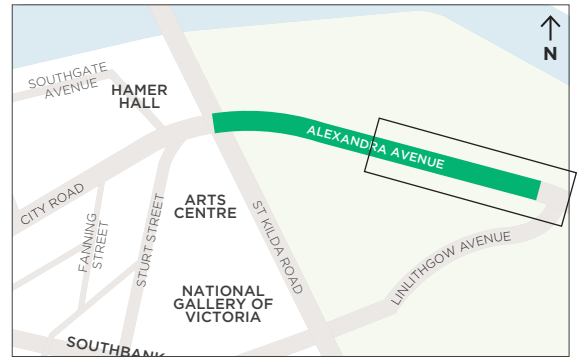 N
SOUTHGATE
AVENUE
HAMER
HALL
ALEXANDRA AVENUE
CITY ROAD
FANNING
STREET
STURT STREET
ARTS
CENTRE
ST KILDA ROAD
LINLITHGOW AVENUE
NATIONAL
GALLERY OF
VICTORIA
SOUTHBANK